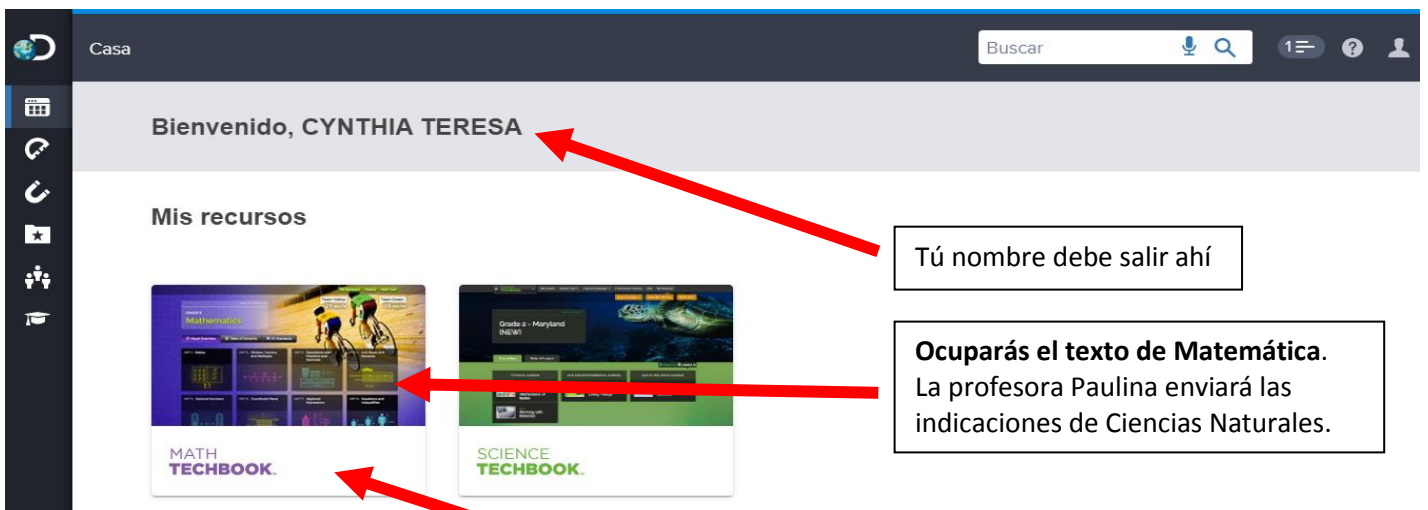 Casa
Buscar
1
?
Bienvenido, CYNTHIA TERESA
Mis recursos
Tú nombre debe salir ahí
Mathematics
Grade 2 - Maryland
(NEW)
Ocuparás el texto de Matemática.
La profesora Paulina enviará las
indicaciones de Ciencias Naturales.
MATH
TECHBOOK
SCIENCE
TECHBOOK